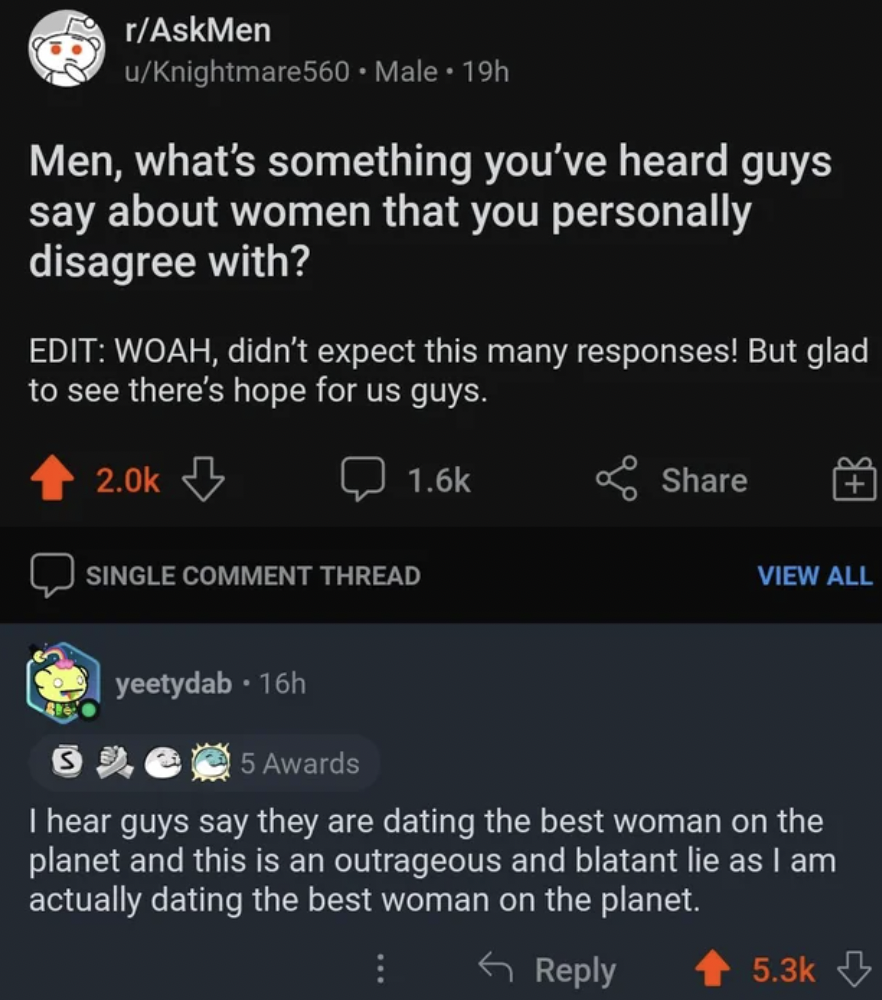 r/AskMen
u/Knightmare560 • Male • 19h
Men, what's something you've heard guys
say about women that you personally
disagree with?
EDIT: WOAH, didn't expect this many responses! But glad
to see there's hope for us guys.
2.0k 1.6k Share
SINGLE COMMENT THREAD VIEW ALL
yeetydab • 16h
S 5 Awards
I hear guys say they are dating the best woman on the
planet and this is an outrageous and blatant lie as I am
actually dating the best woman on the planet.
Reply 5.3k